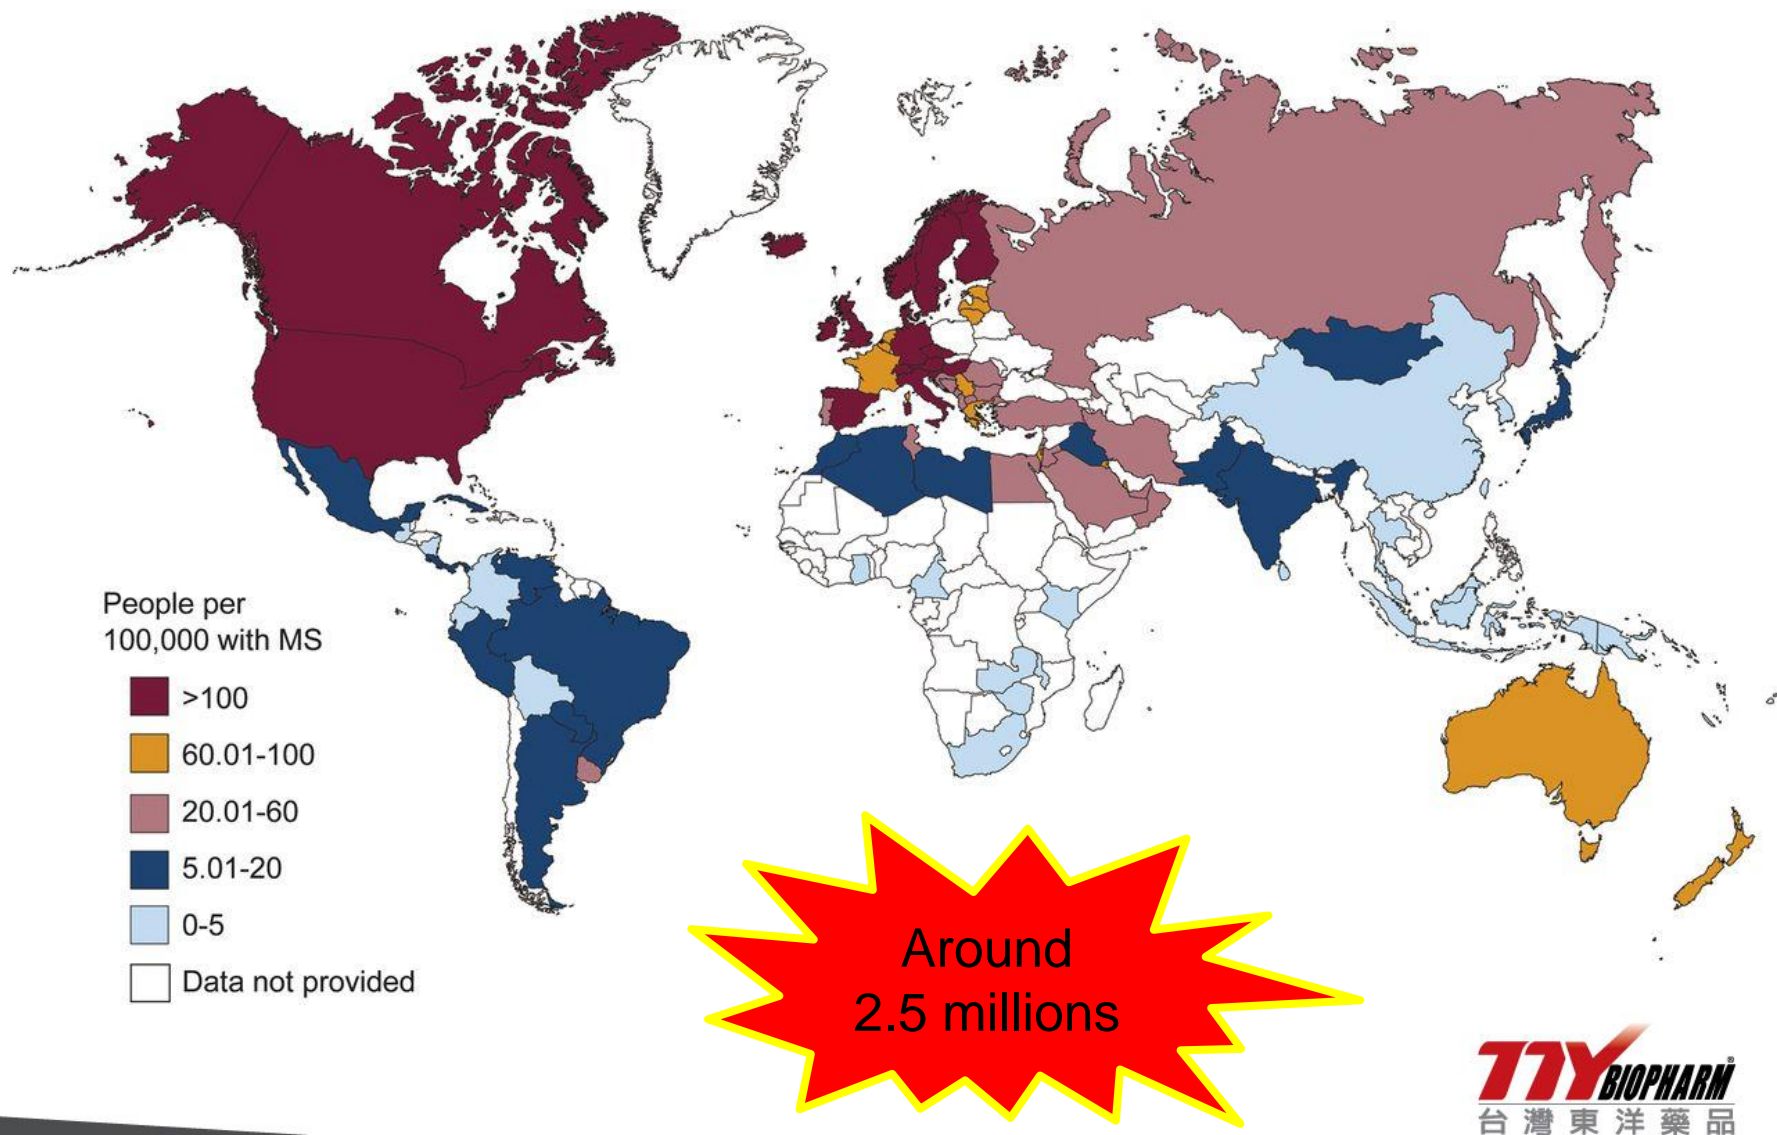 People per
100,000 with MS
>100
60.01-100
20.01-60
5.01-20
0-5
Data not provided
Around
2.5 millions
TTY BIOPHARM®
台灣東洋藥品